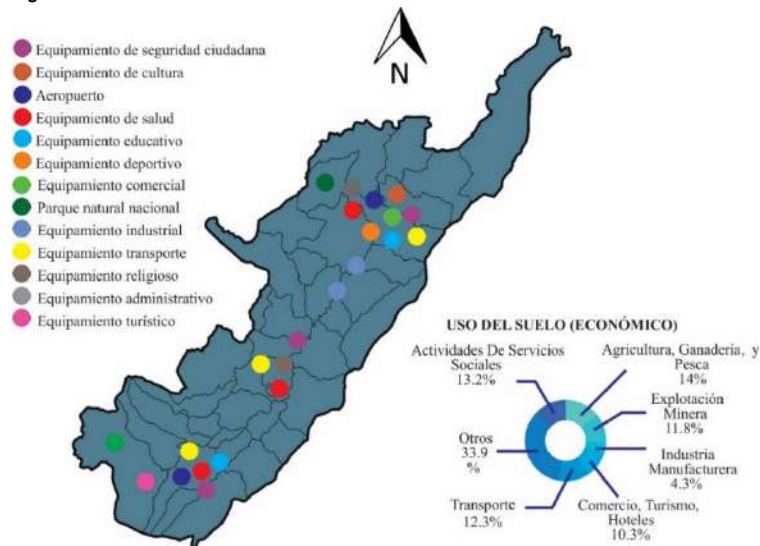 Equipamiento de seguridad ciudadana
Equipamiento de cultura
Aeropuerto
Equipamiento de salud
Equipamiento educativo
Equipamiento deportivo
Equipamiento comercial
Parque natural nacional
Equipamiento industrial
Equipamiento transporte
Equipamiento religioso
Equipamiento administrativo
Equipamiento turístico
N
USO DEL SUELO (ECONÓMICO)
Actividades De Servicios
Sociales
13.2%
Agricultura, Ganadería, y
Pesca
14%
Explotación
Minera
11.8%
Otros
33.9
%
Industria
Manufacturera
4.3%
Transporte
12.3%
Comercio, Turismo,
Hoteles
10.3%